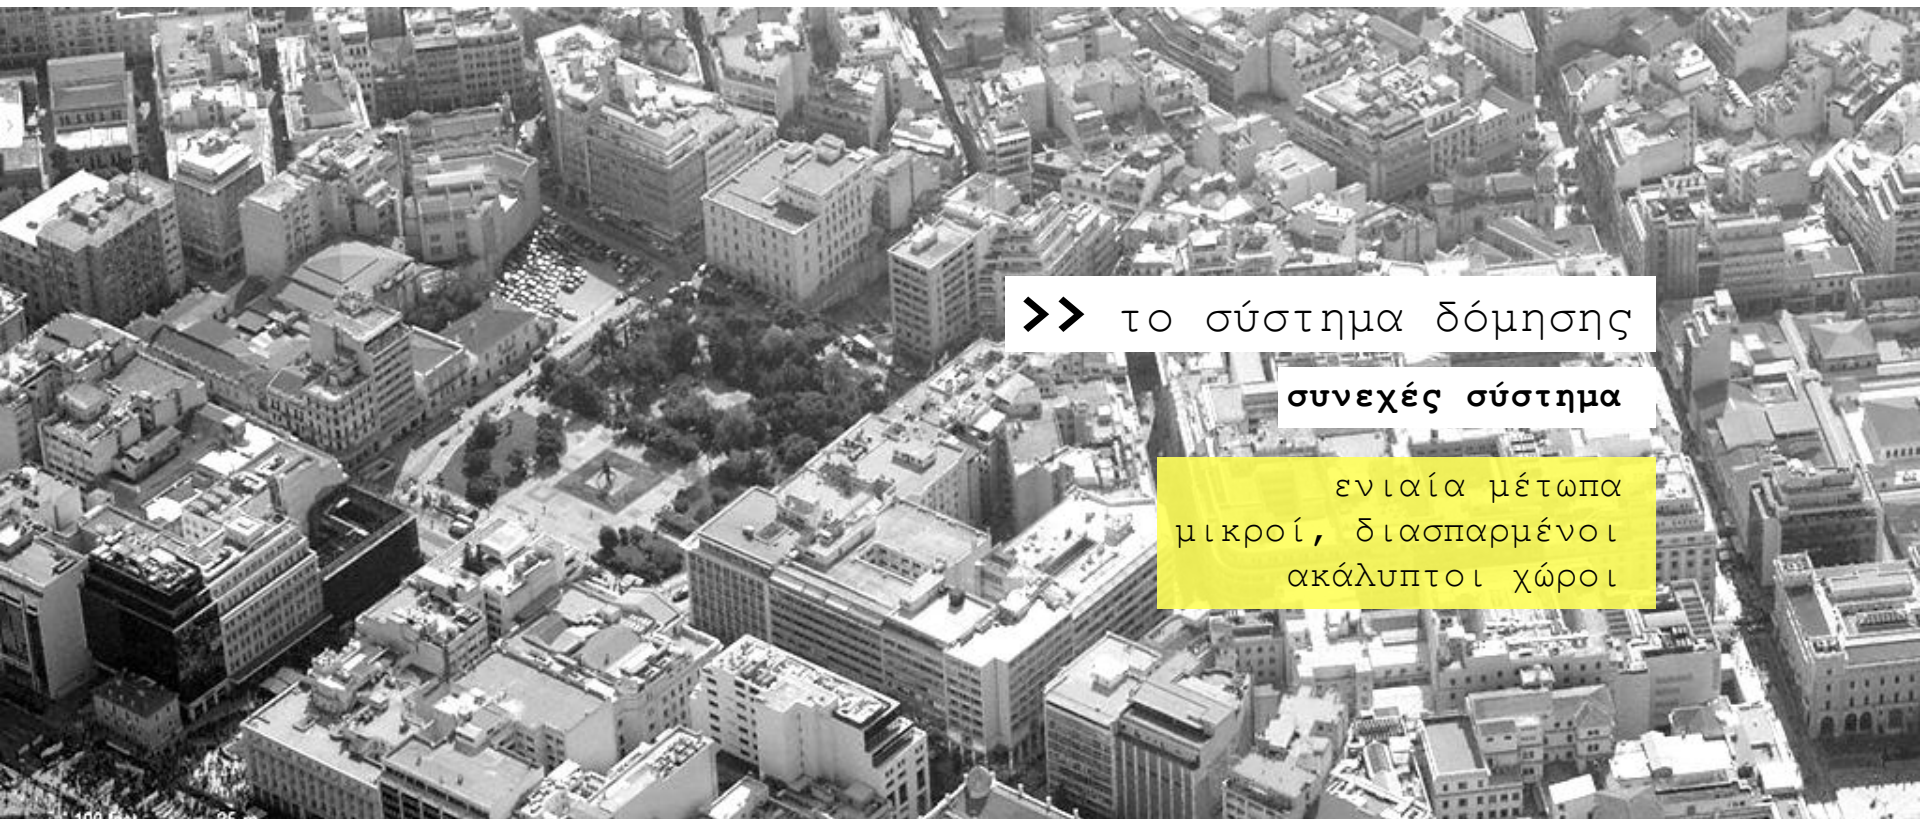 >> το σύστημα δόμησης
συνεχές σύστημα
ενιαία μέτωπα
μικροί, διασπαρμένοι
ακάλυπτοι χώροι